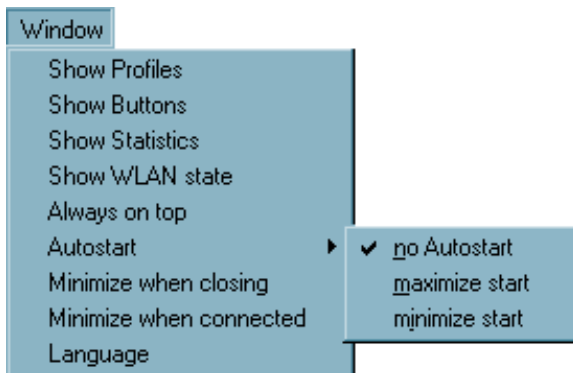 Window
Show Profiles
Show Buttons
Show Statistics
Show WLAN state
Always on top
Autostart
no Autostart
Minimize when closing
maximize start
Minimize when connected
minimize start
Language